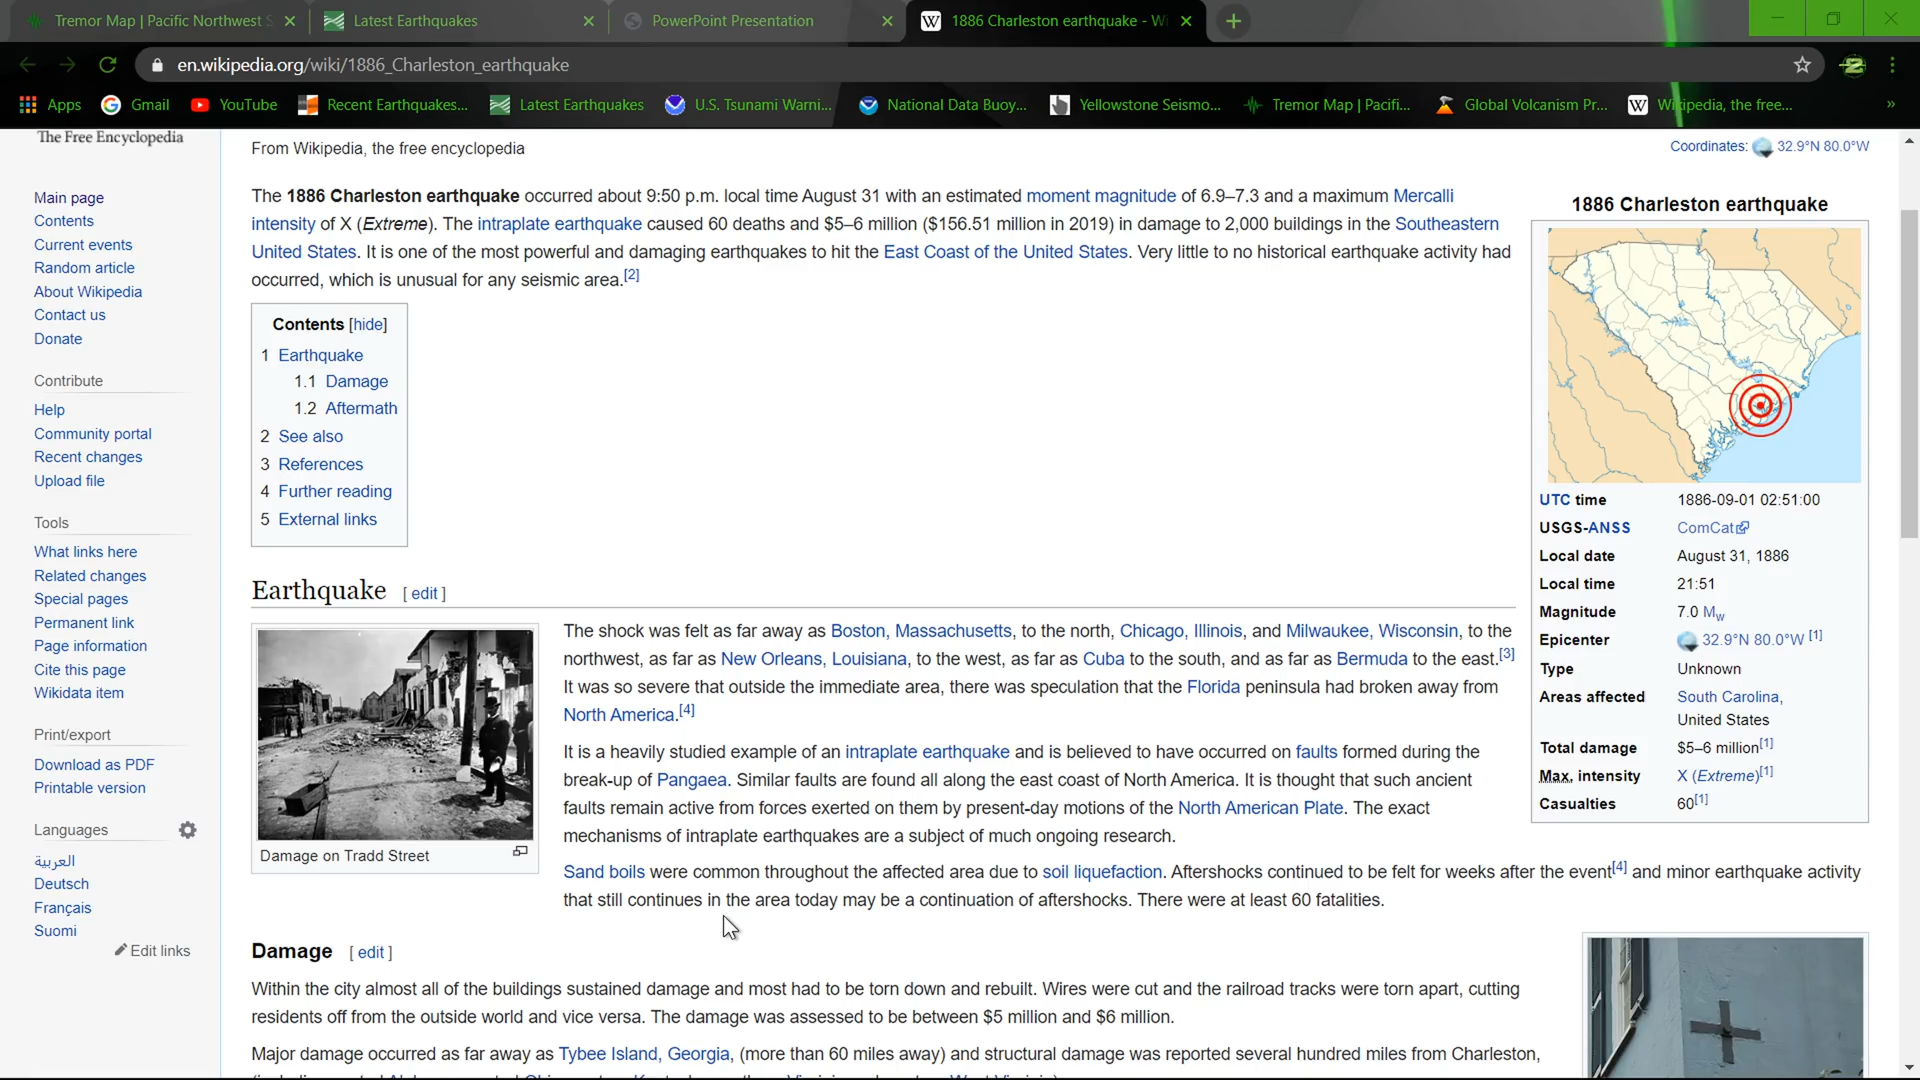 Tremor Map | Pacific Northwest S
Latest Earthquakes
PowerPoint Presentation
1886 Charleston earthquake - Wi
en.wikipedia.org/wiki/1886_Charleston_earthquake
Apps
Gmail
YouTube
Recent Earthquakes...
Latest Earthquakes
U.S. Tsunami Warni...
National Data Buoy...
Yellowstone Seismo...
Tremor Map | Pacifi...
Global Volcanism Pr...
Wikipedia, the free...
»
The Free Encyclopedia
Main page
Contents
Current events
Random article
About Wikipedia
Contact us
Donate
Contribute
Help
Community portal
Recent changes
Upload file
Tools
What links here
Related changes
Special pages
Permanent link
Page information
Cite this page
Wikidata item
Print/export
Download as PDF
Printable version
Languages
العربية
Deutsch
Français
Suomi
Edit links
From Wikipedia, the free encyclopedia
Coordinates: 32.9°N 80.0°W
The 1886 Charleston earthquake occurred about 9:50 p.m. local time August 31 with an estimated moment magnitude of 6.9–7.3 and a maximum Mercalli
intensity of X (Extreme). The intraplate earthquake caused 60 deaths and $5–6 million ($156.51 million in 2019) in damage to 2,000 buildings in the Southeastern
United States. It is one of the most powerful and damaging earthquakes to hit the East Coast of the United States. Very little to no historical earthquake activity had
occurred, which is unusual for any seismic area.[2]
Contents [hide]
1 Earthquake
1.1 Damage
1.2 Aftermath
2 See also
3 References
4 Further reading
5 External links
1886 Charleston earthquake
UTC time 1886-09-01 02:51:00
USGS-ANSS ComCat
Local date August 31, 1886
Local time 21:51
Magnitude 7.0 Mw
Epicenter 32.9°N 80.0°W [1]
Type Unknown
Areas affected South Carolina,
United States
Total damage $5–6 million[1]
Max. intensity X (Extreme)[1]
Casualties 60[1]
Earthquake [ edit ]
Damage on Tradd Street
The shock was felt as far away as Boston, Massachusetts, to the north, Chicago, Illinois, and Milwaukee, Wisconsin, to the
northwest, as far as New Orleans, Louisiana, to the west, as far as Cuba to the south, and as far as Bermuda to the east.[3]
It was so severe that outside the immediate area, there was speculation that the Florida peninsula had broken away from
North America.[4]
It is a heavily studied example of an intraplate earthquake and is believed to have occurred on faults formed during the
break-up of Pangaea. Similar faults are found all along the east coast of North America. It is thought that such ancient
faults remain active from forces exerted on them by present-day motions of the North American Plate. The exact
mechanisms of intraplate earthquakes are a subject of much ongoing research.
Sand boils were common throughout the affected area due to soil liquefaction. Aftershocks continued to be felt for weeks after the event[4] and minor earthquake activity
that still continues in the area today may be a continuation of aftershocks. There were at least 60 fatalities.
Damage [ edit ]
Within the city almost all of the buildings sustained damage and most had to be torn down and rebuilt. Wires were cut and the railroad tracks were torn apart, cutting
residents off from the outside world and vice versa. The damage was assessed to be between $5 million and $6 million.
Major damage occurred as far away as Tybee Island, Georgia, (more than 60 miles away) and structural damage was reported several hundred miles from Charleston,